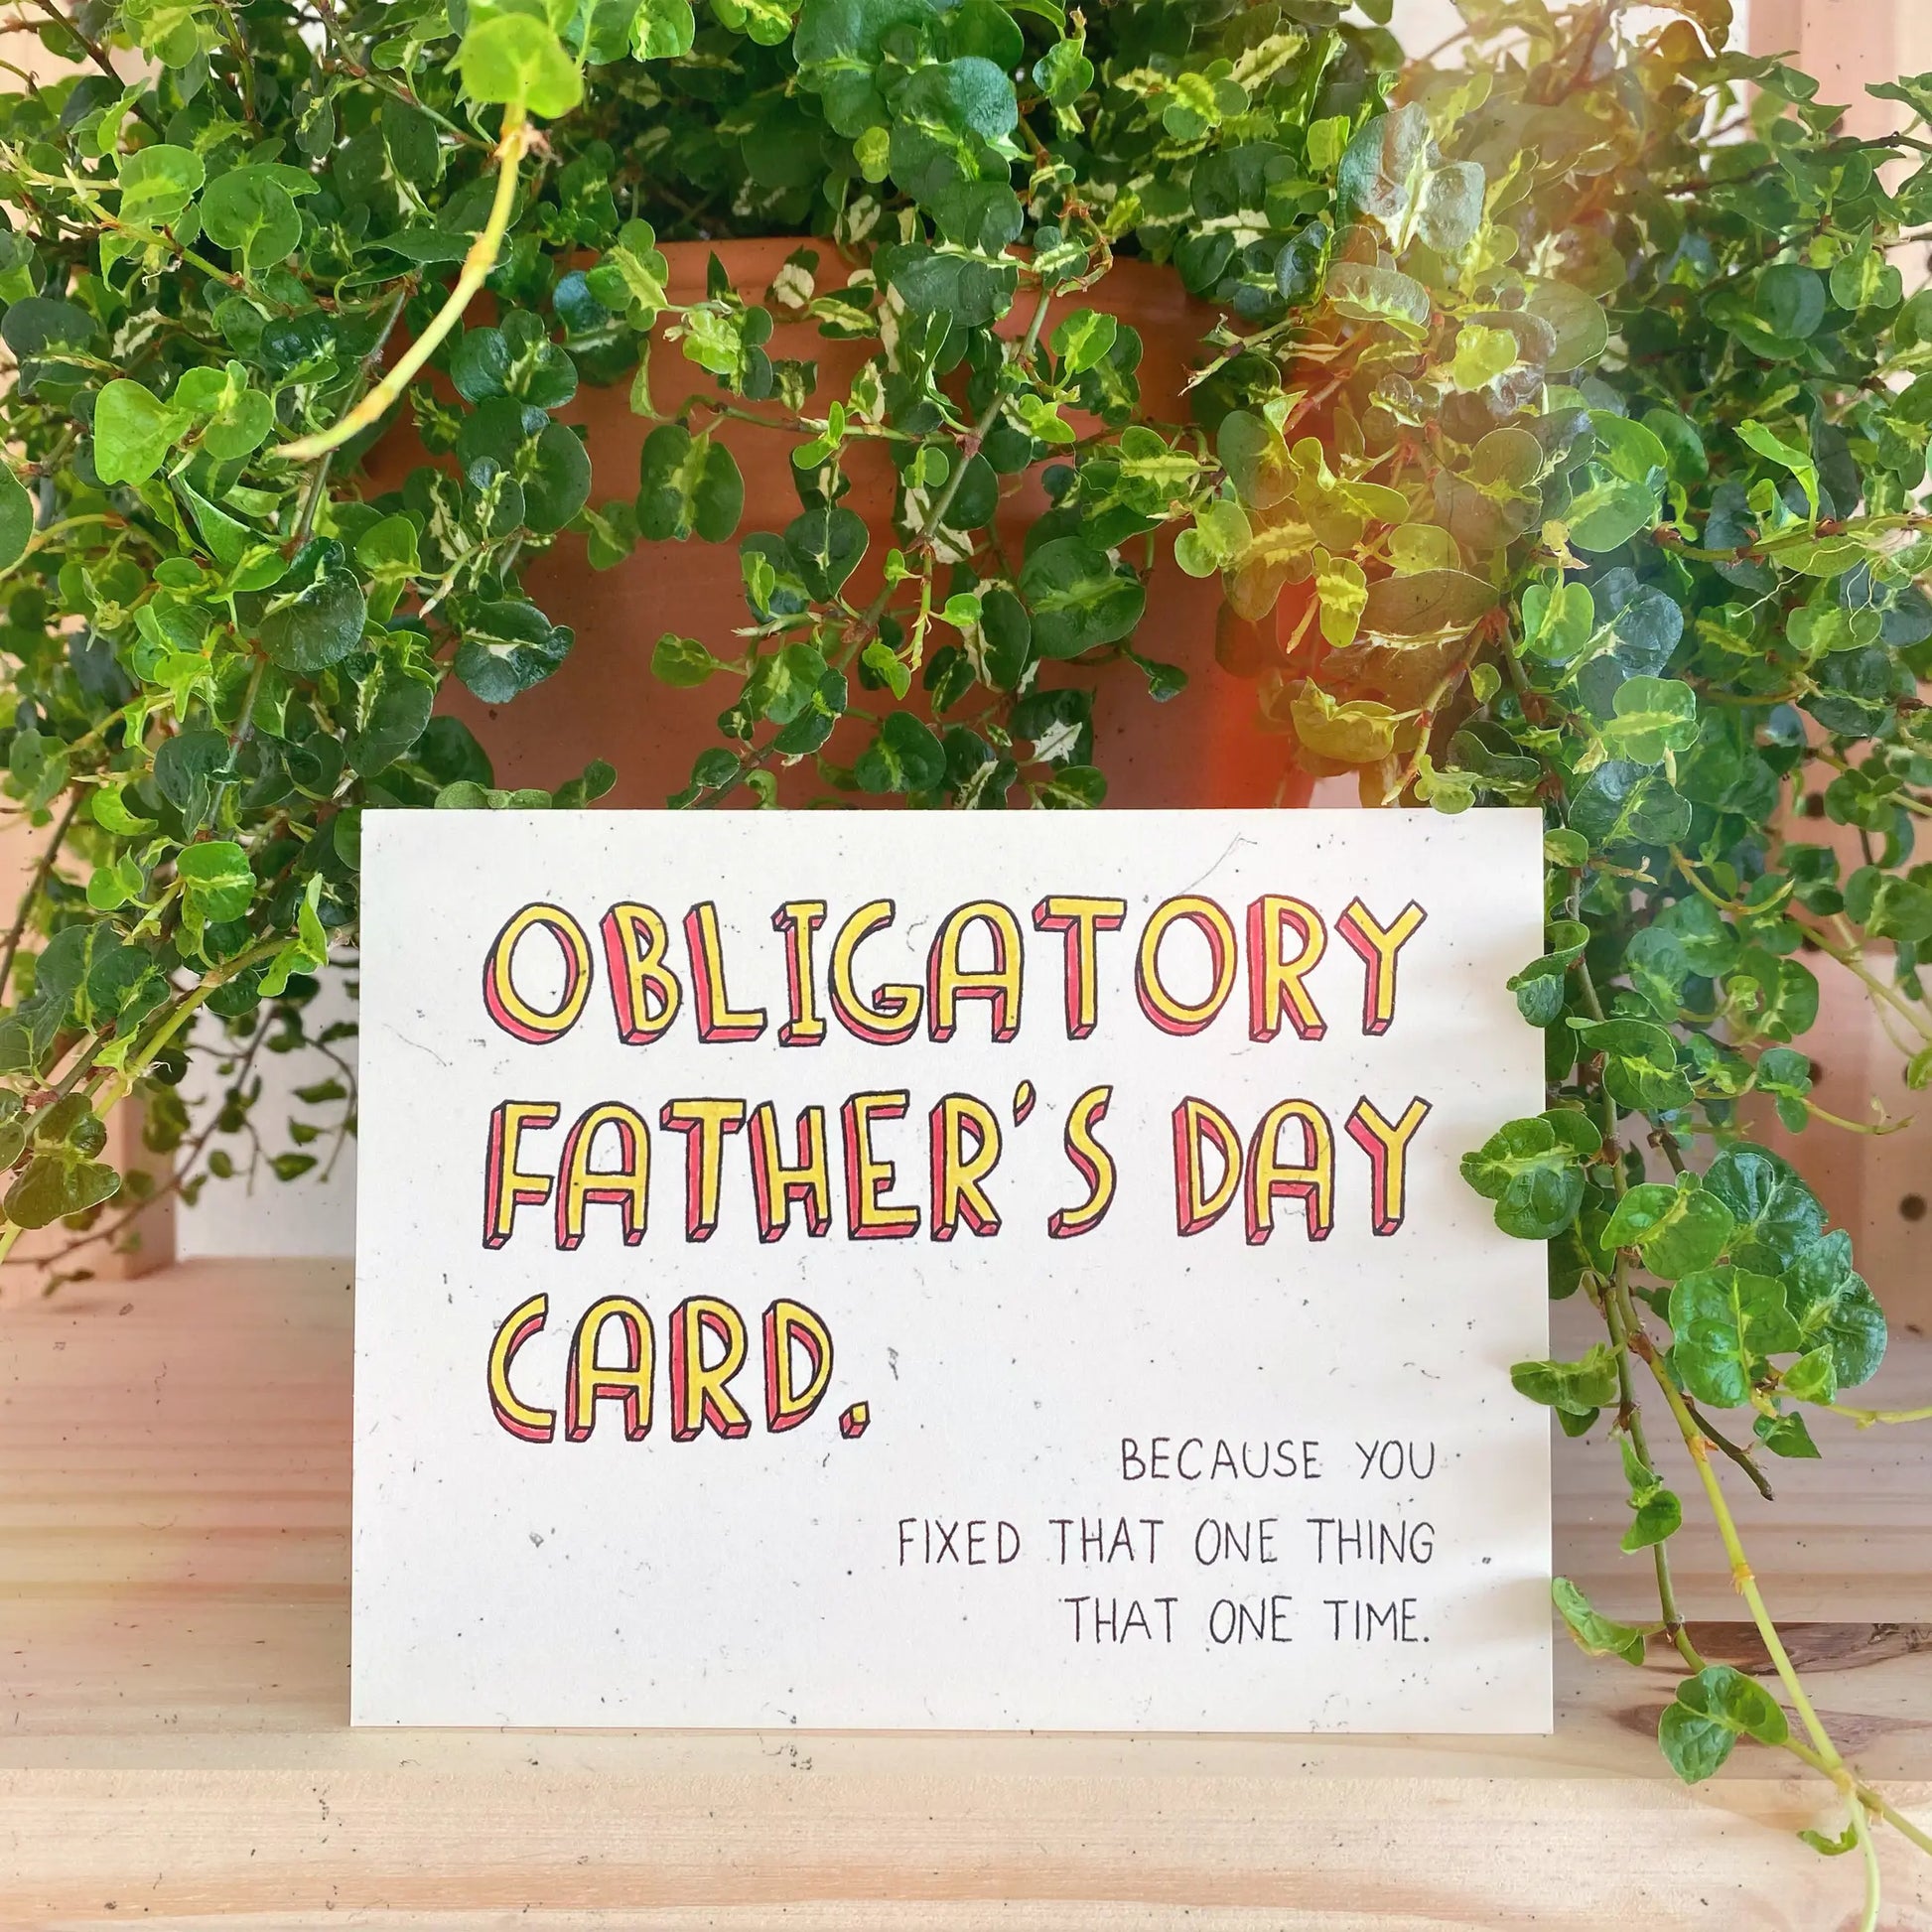 OBLIGATORY
FATHER'S DAY
CARD.
BECAUSE YOU
FIXED THAT ONE THING
THAT ONE TIME.